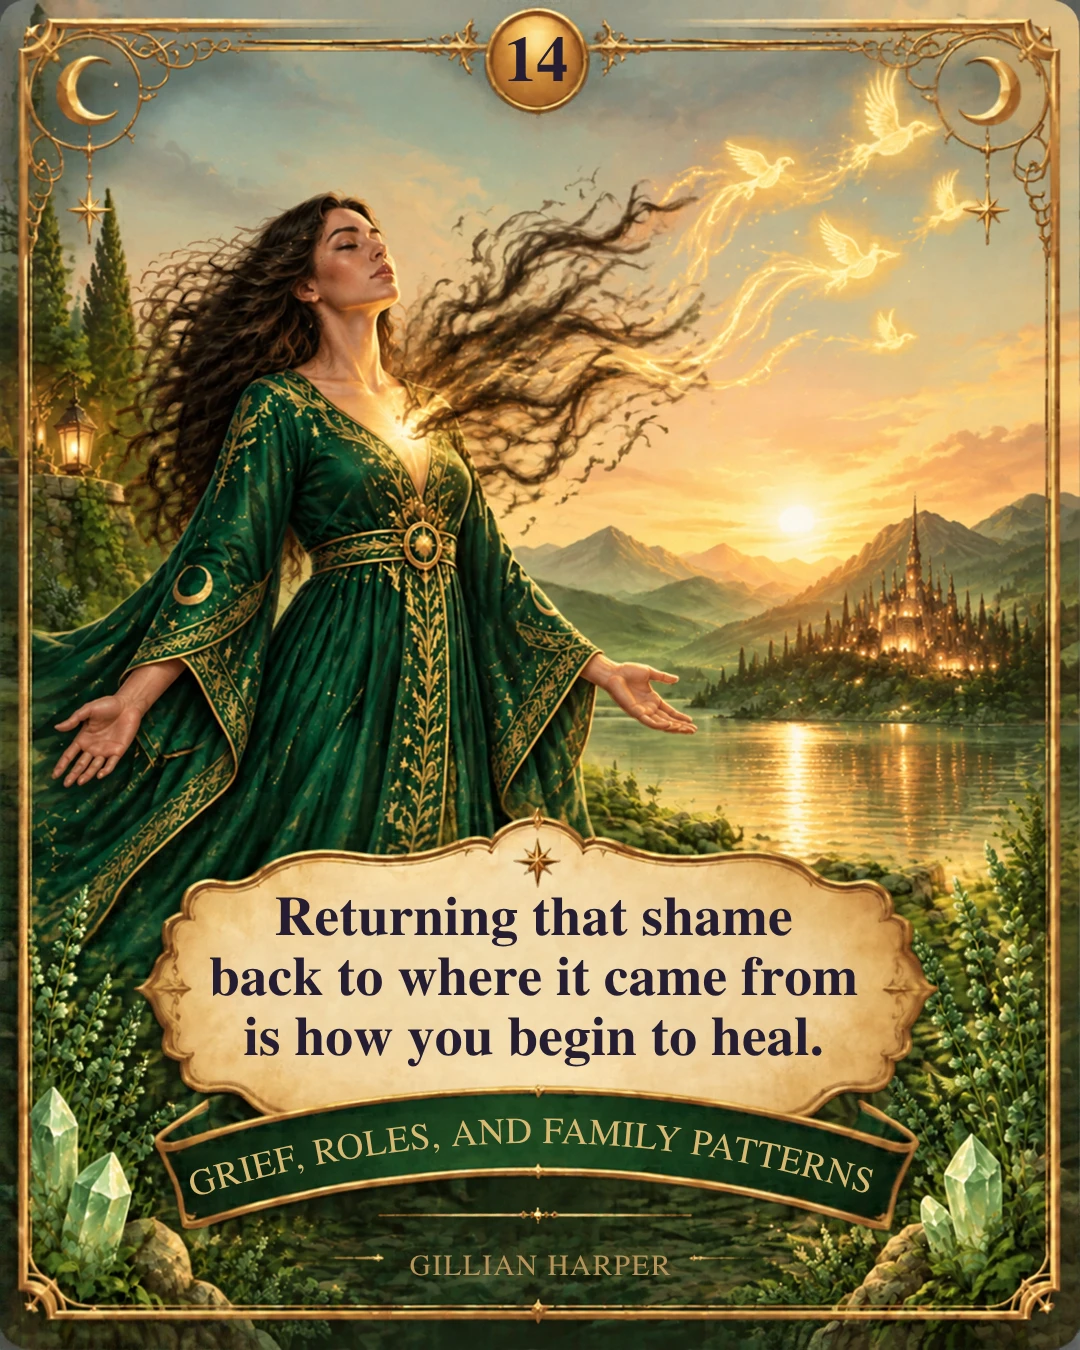 14
Returning that shame
back to where it came from
is how you begin to heal.
GRIEF, ROLES, AND FAMILY PATTERNS
GILLIAN HARPER